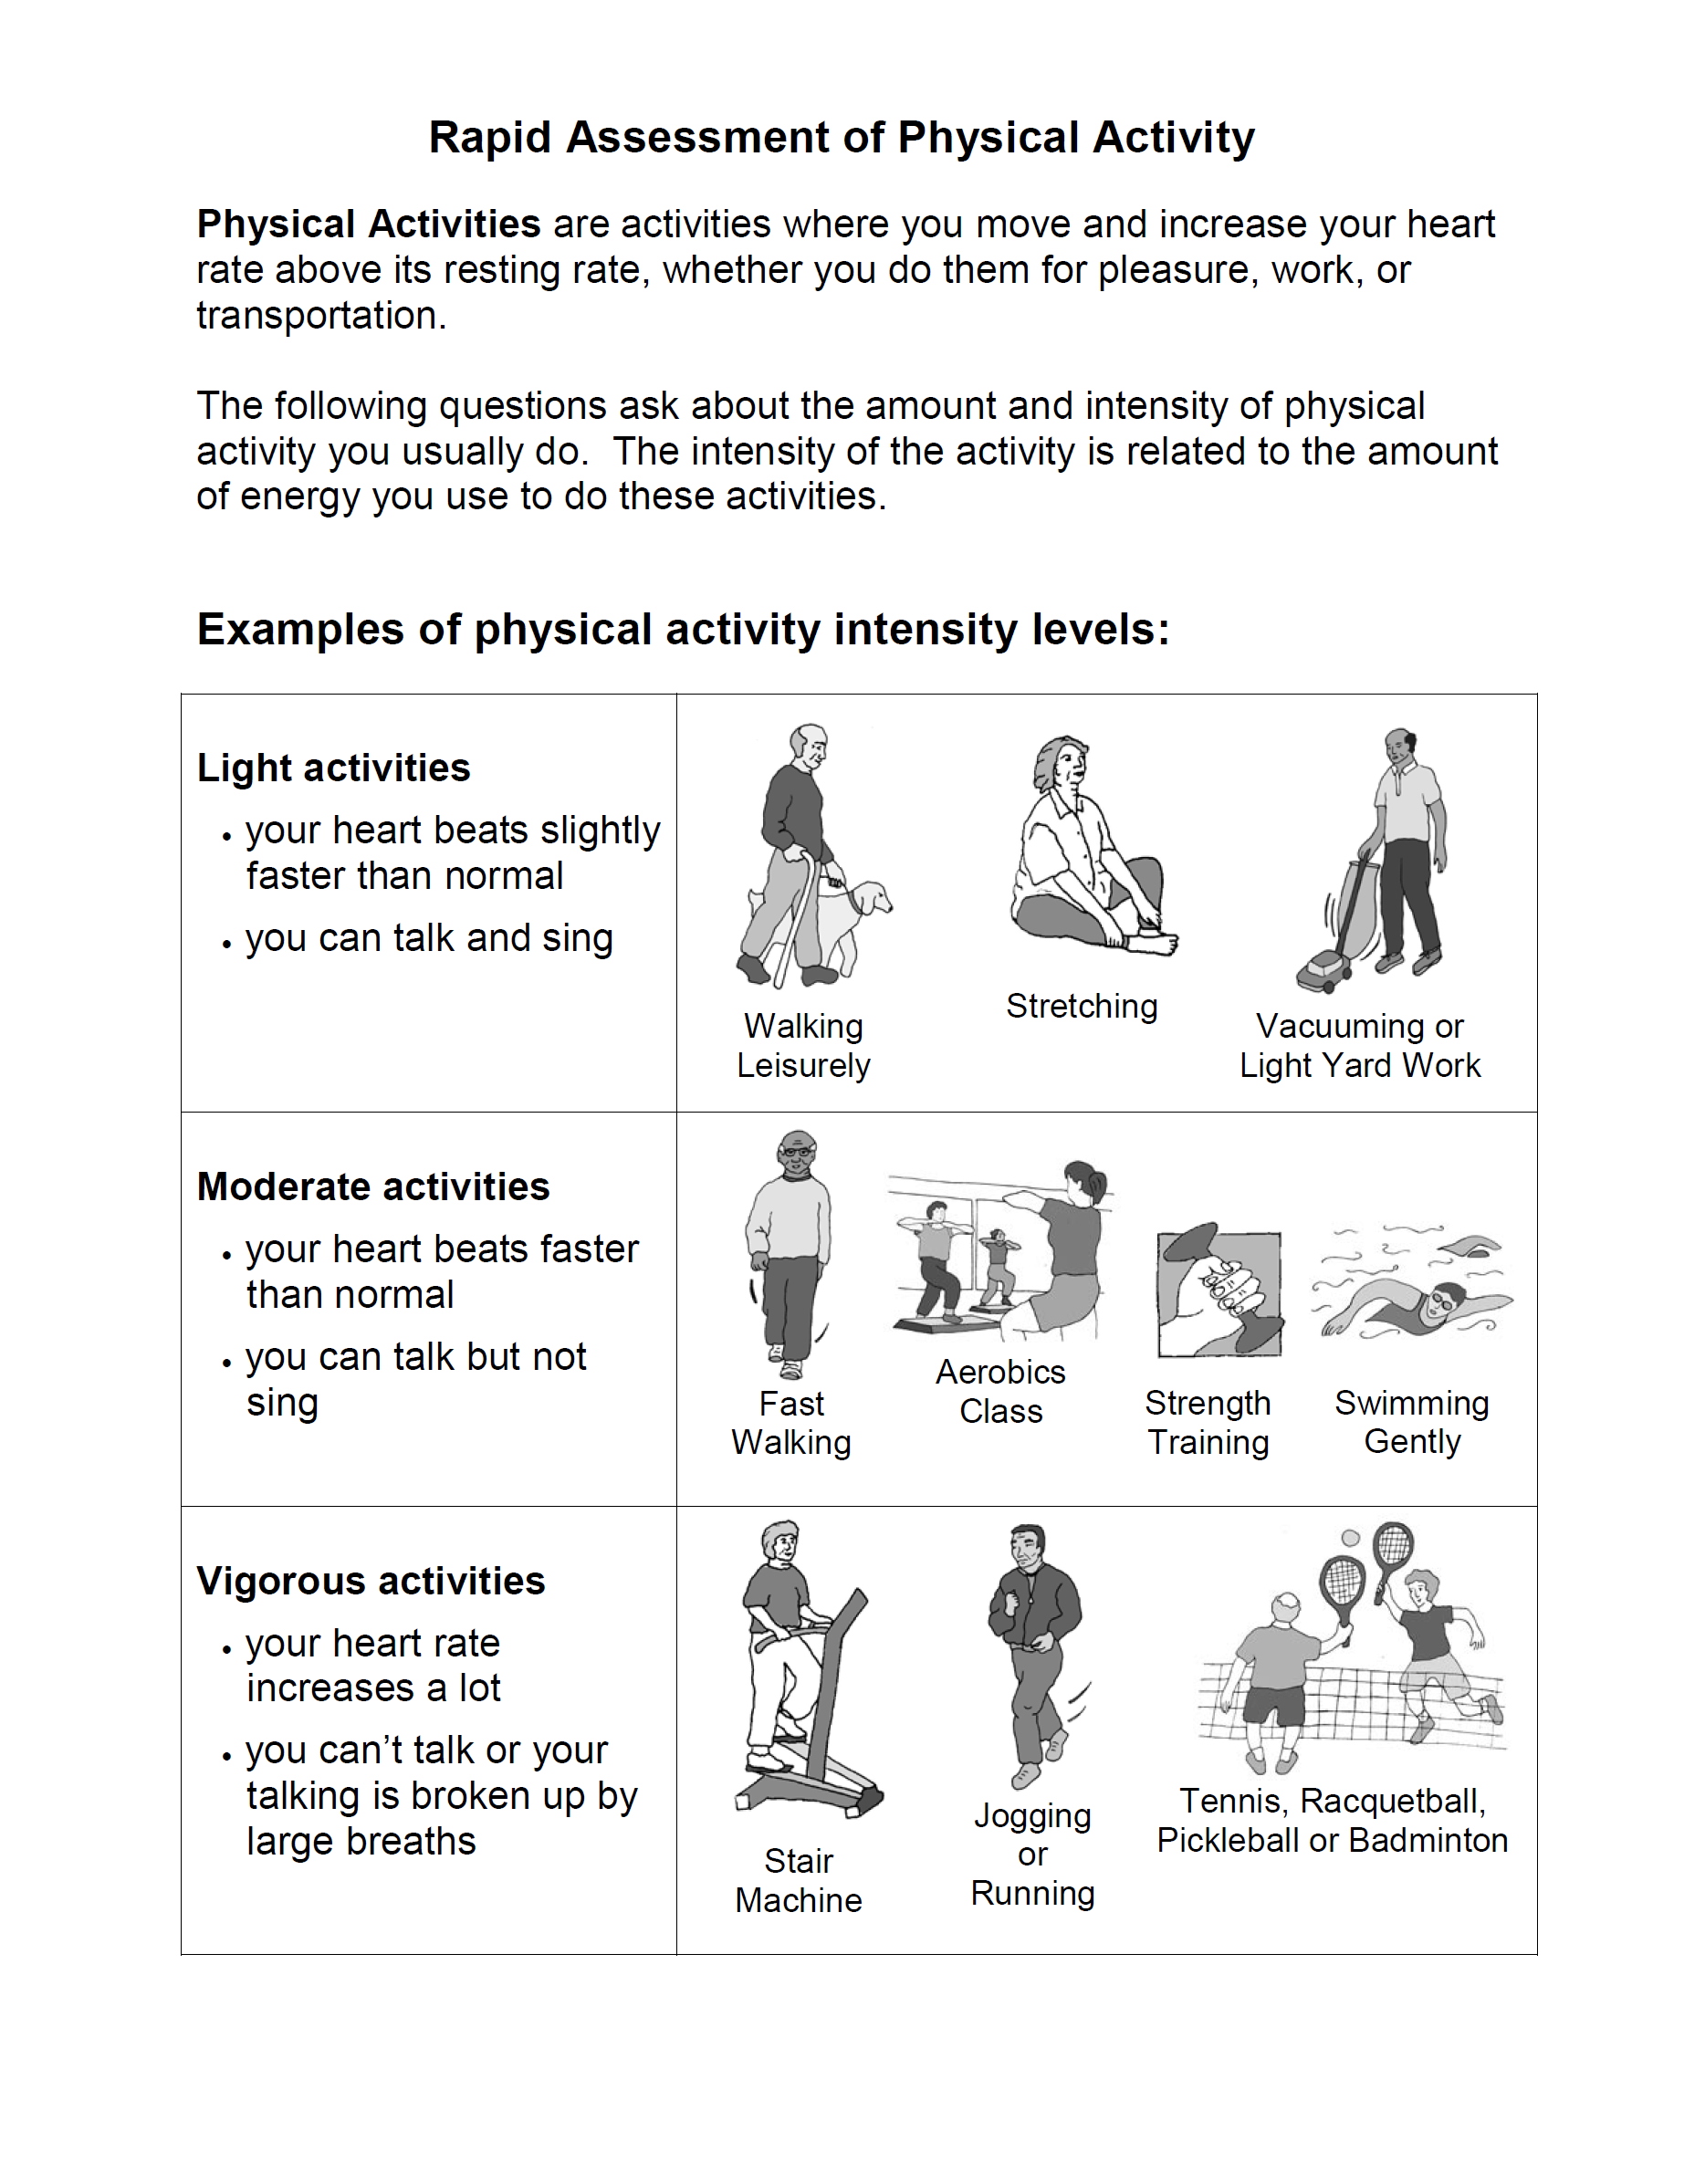 Rapid Assessment of Physical Activity
Physical Activities are activities where you move and increase your heart
rate above its resting rate, whether you do them for pleasure, work, or
transportation.
The following questions ask about the amount and intensity of physical
activity you usually do.  The intensity of the activity is related to the amount
of energy you use to do these activities.
Examples of physical activity intensity levels:
Light activities
• your heart beats slightly
faster than normal
• you can talk and sing
Walking
Leisurely
Stretching
Vacuuming or
Light Yard Work
Moderate activities
• your heart beats faster
than normal
• you can talk but not
sing
Fast
Walking
Aerobics
Class
Strength
Training
Swimming
Gently
Vigorous activities
• your heart rate
increases a lot
• you can’t talk or your
talking is broken up by
large breaths
Stair
Machine
Jogging
or
Running
Tennis, Racquetball,
Pickleball or Badminton